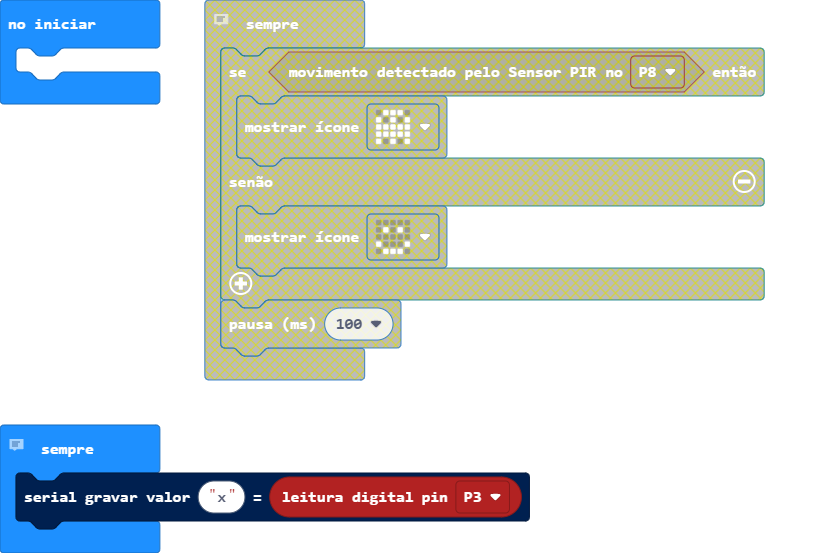 no iniciar
sempre
se movimento detectado pelo Sensor PIR no P8 então
mostrar ícone
senão
mostrar ícone
pausa (ms) 100
sempre
serial gravar valor "x" = leitura digital pin P3